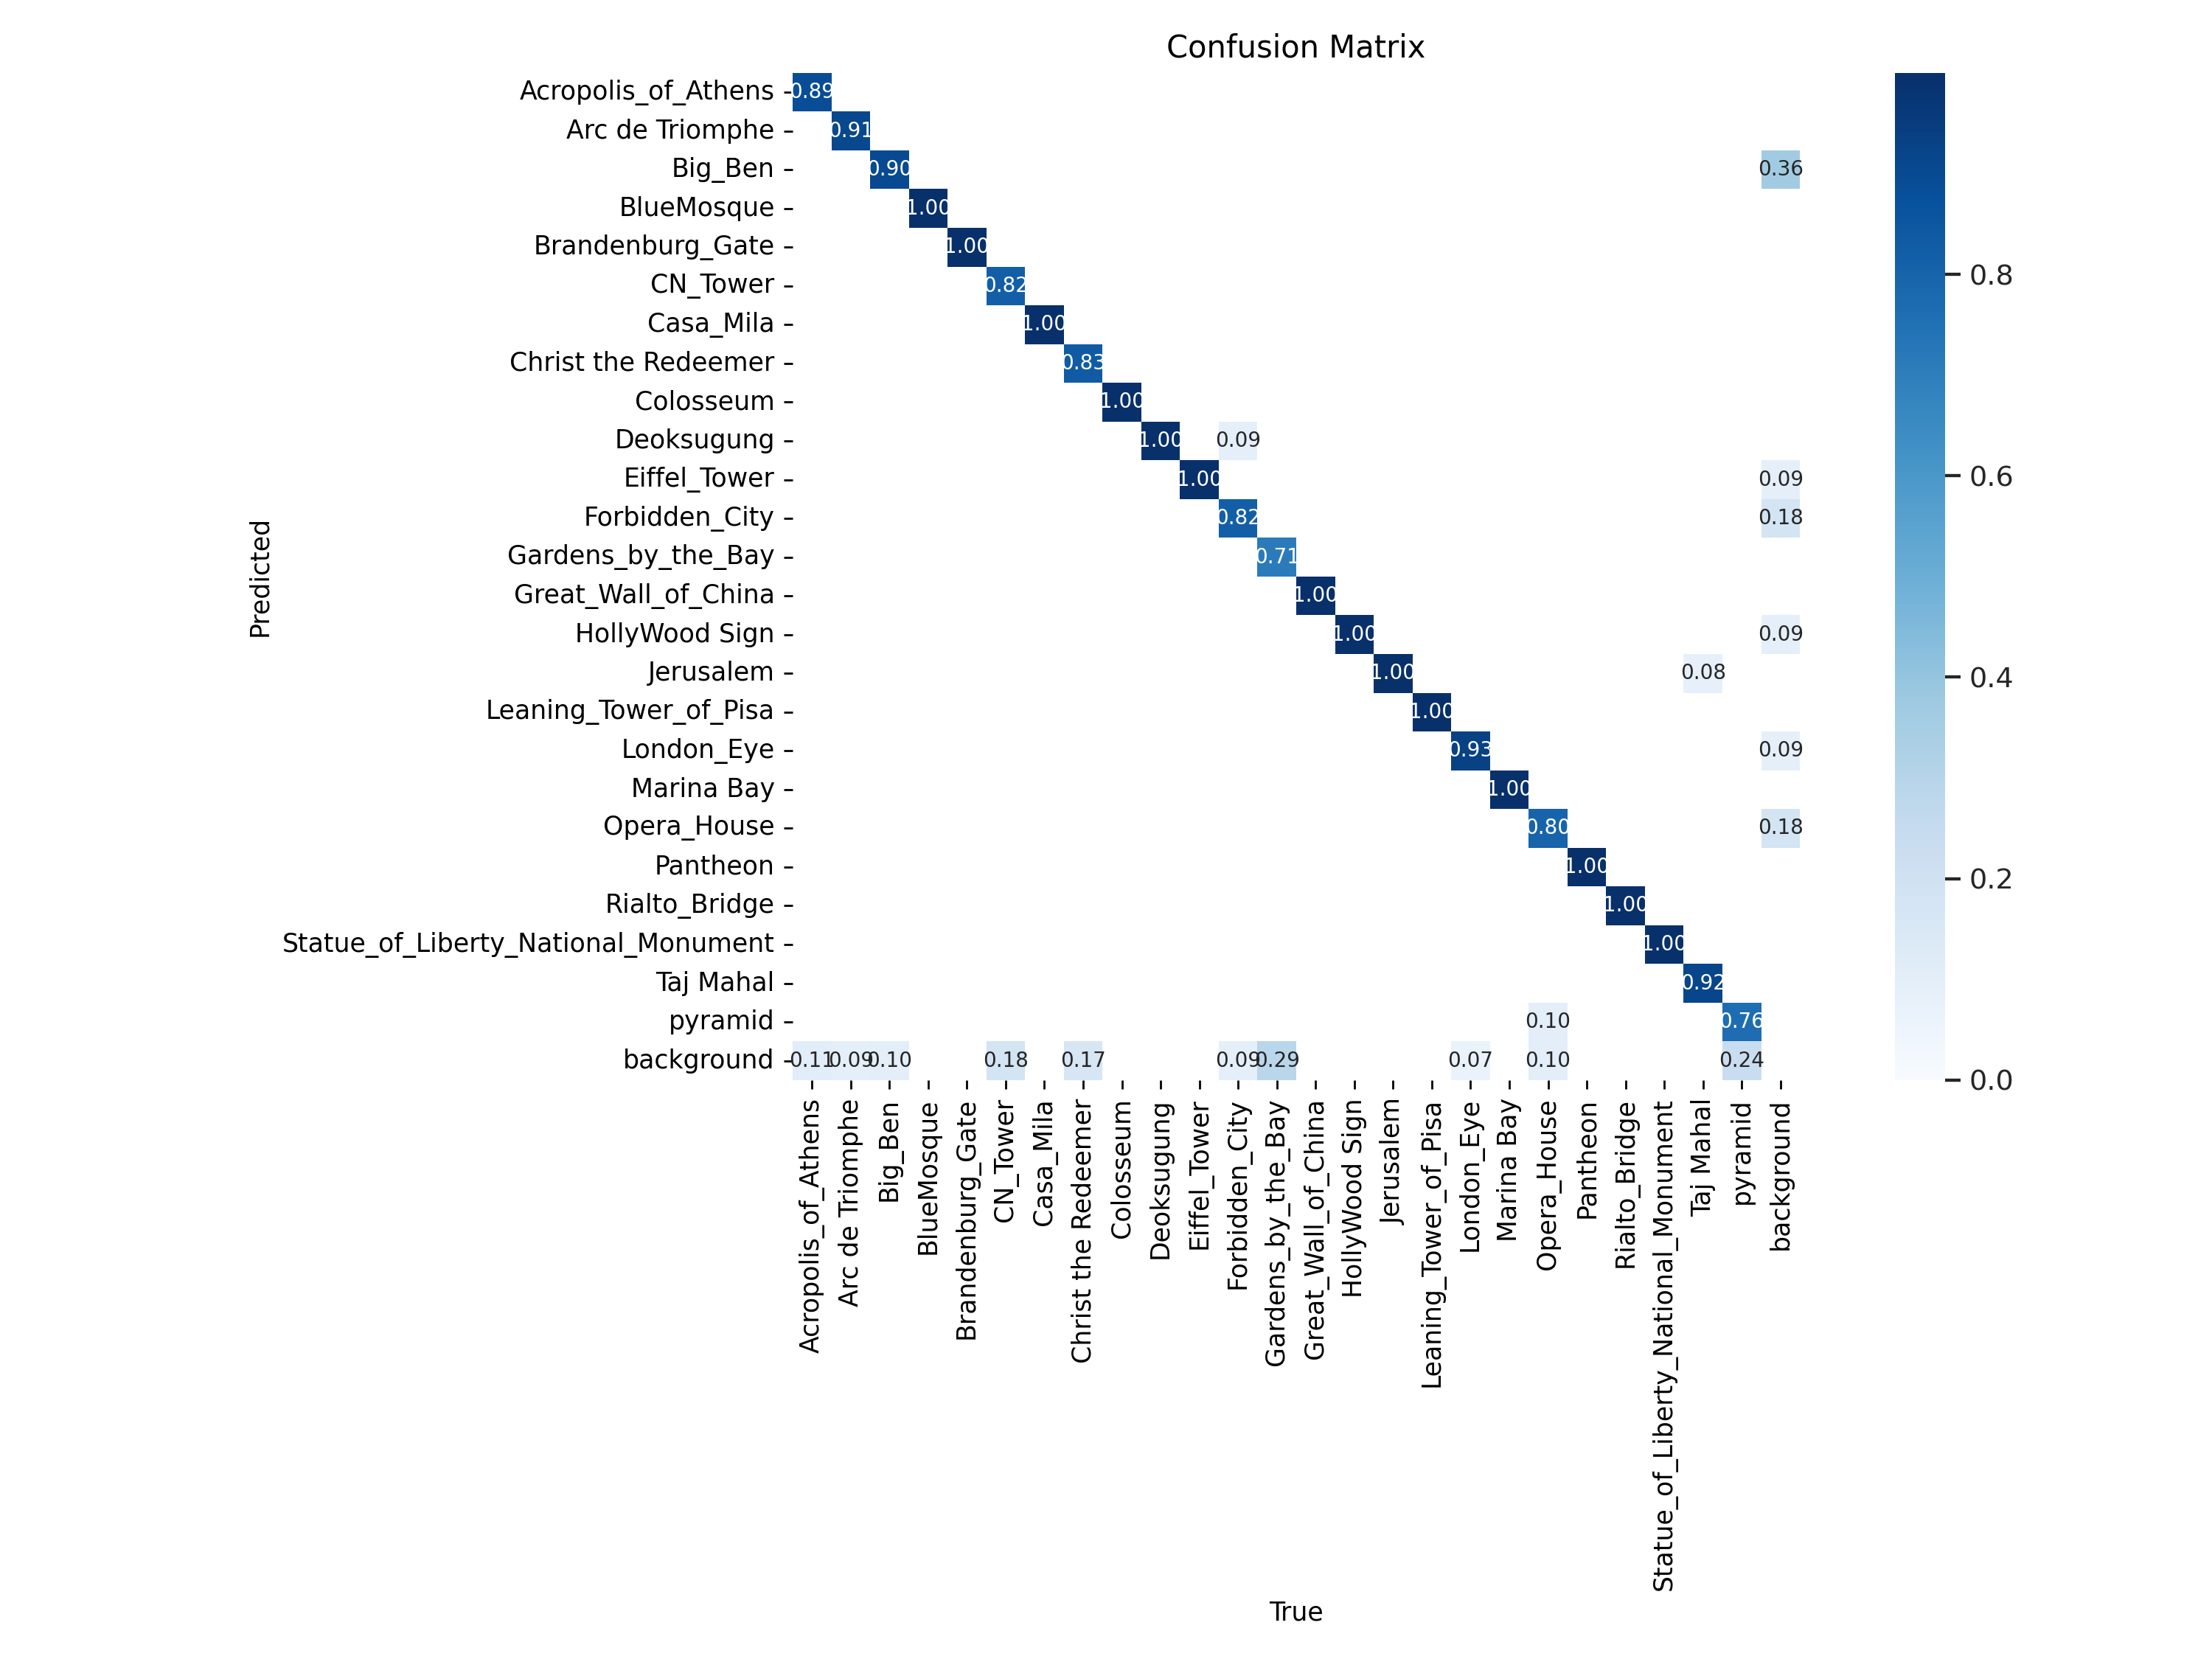 Confusion Matrix
Acropolis_of_Athens 0.89
Arc de Triomphe 0.91
Big_Ben 0.90 0.36
BlueMosque 1.00
Brandenburg_Gate 1.00
CN_Tower 0.82
Casa_Mila 1.00
Christ the Redeemer 0.83
Colosseum 1.00
Deoksugung 1.00 0.09
Eiffel_Tower 1.00 0.09
Forbidden_City 0.82 0.18
Gardens_by_the_Bay 0.71
Great_Wall_of_China 1.00
HollyWood Sign 1.00 0.09
Jerusalem 1.00 0.08
Leaning_Tower_of_Pisa 1.00
London_Eye 0.93 0.09
Marina Bay 1.00
Opera_House 0.80 0.18
Pantheon 1.00
Rialto_Bridge 1.00
Statue_of_Liberty_National_Monument 1.00
Taj Mahal 0.92
pyramid 0.10 0.76
background 0.11 0.09 0.10 0.18 0.17 0.09 0.29 0.07 0.10 0.24
Predicted
Acropolis_of_Athens
Arc de Triomphe
Big_Ben
BlueMosque
Brandenburg_Gate
CN_Tower
Casa_Mila
Christ the Redeemer
Colosseum
Deoksugung
Eiffel_Tower
Forbidden_City
Gardens_by_the_Bay
Great_Wall_of_China
HollyWood Sign
Jerusalem
Leaning_Tower_of_Pisa
London_Eye
Marina Bay
Opera_House
Pantheon
Rialto_Bridge
Statue_of_Liberty_National_Monument
Taj Mahal
pyramid
background
True
0.8
0.6
0.4
0.2
0.0